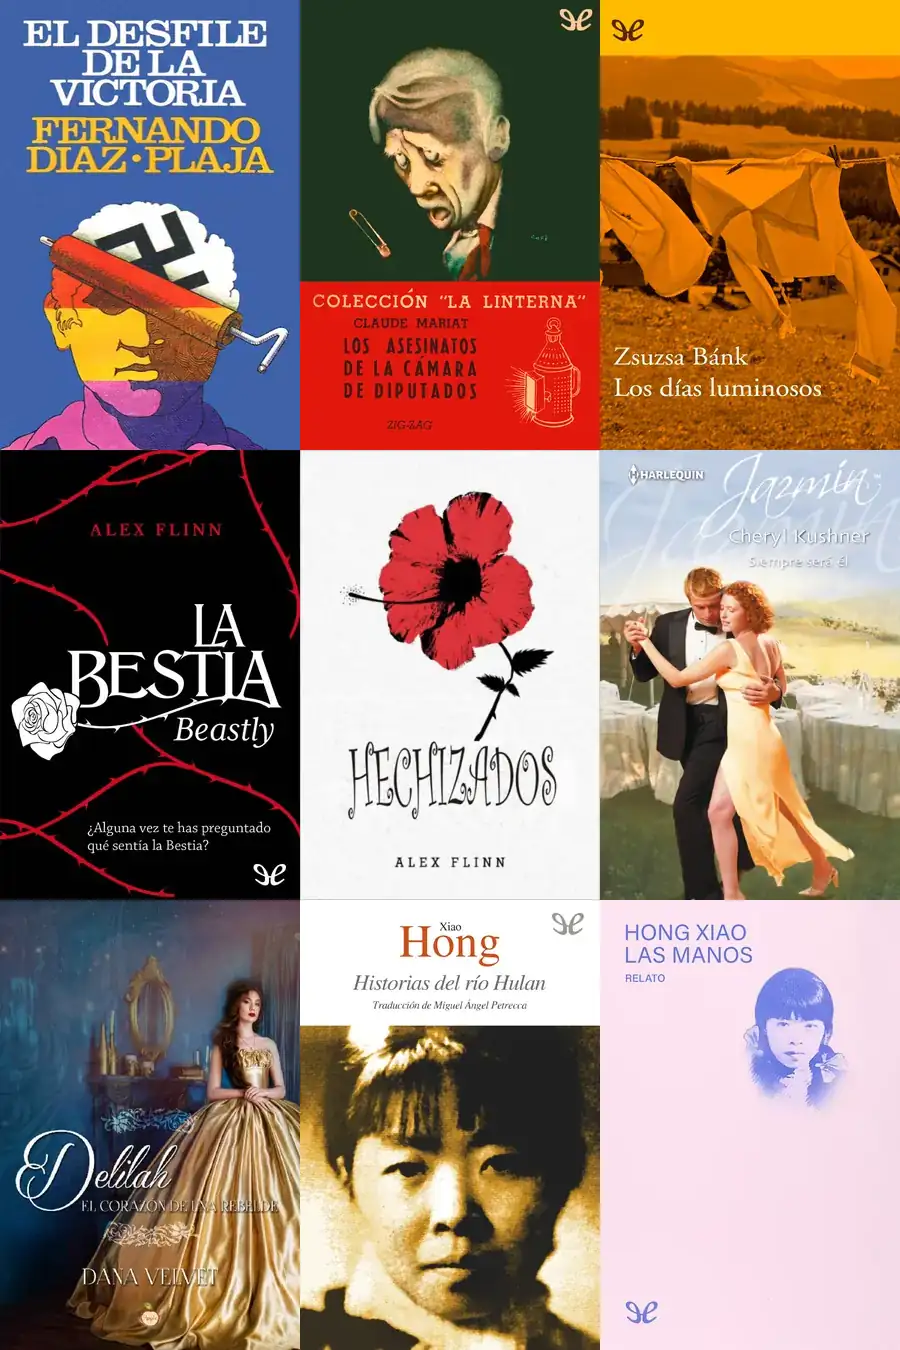 EL DESFILE
DE LA
VICTORIA
FERNANDO
DIAZ·PLAJA
COLECCIÓN "LA LINTERNA"
CLAUDE MARIAT
LOS ASESINATOS
DE LA CÁMARA
DE DIPUTADOS
ZIG-ZAG
Zsuzsa Bánk
Los días luminosos
ALEX FLINN
LA
BESTIA
Beastly
¿Alguna vez te has preguntado
qué sentía la Bestia?
HECHIZADOS
ALEX FLINN
HARLEQUIN
Jazmín
Cheryl Kushner
Siempre será él
Delilah
EL CORAZÓN DE UNA REBELDE
DANA VELVET
Xiao
Hong
Historias del río Hulan
Traducción de Miguel Ángel Petrecca
HONG XIAO
LAS MANOS
RELATO